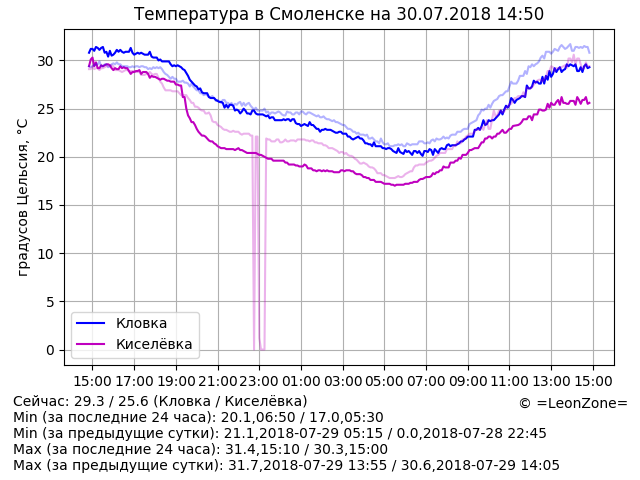 Температура в Смоленске на 30.07.2018 14:50
градусов Цельсия, °C
30
25
20
15
10
5
0
Кловка
Киселёвка
15:00 17:00 19:00 21:00 23:00 01:00 03:00 05:00 07:00 09:00 11:00 13:00 15:00
Сейчас: 29.3 / 25.6 (Кловка / Киселёвка)
© =LeonZone=
Min (за последние 24 часа): 20.1,06:50 / 17.0,05:30
Min (за предыдущие сутки): 21.1,2018-07-29 05:15 / 0.0,2018-07-28 22:45
Max (за последние 24 часа): 31.4,15:10 / 30.3,15:00
Max (за предыдущие сутки): 31.7,2018-07-29 13:55 / 30.6,2018-07-29 14:05